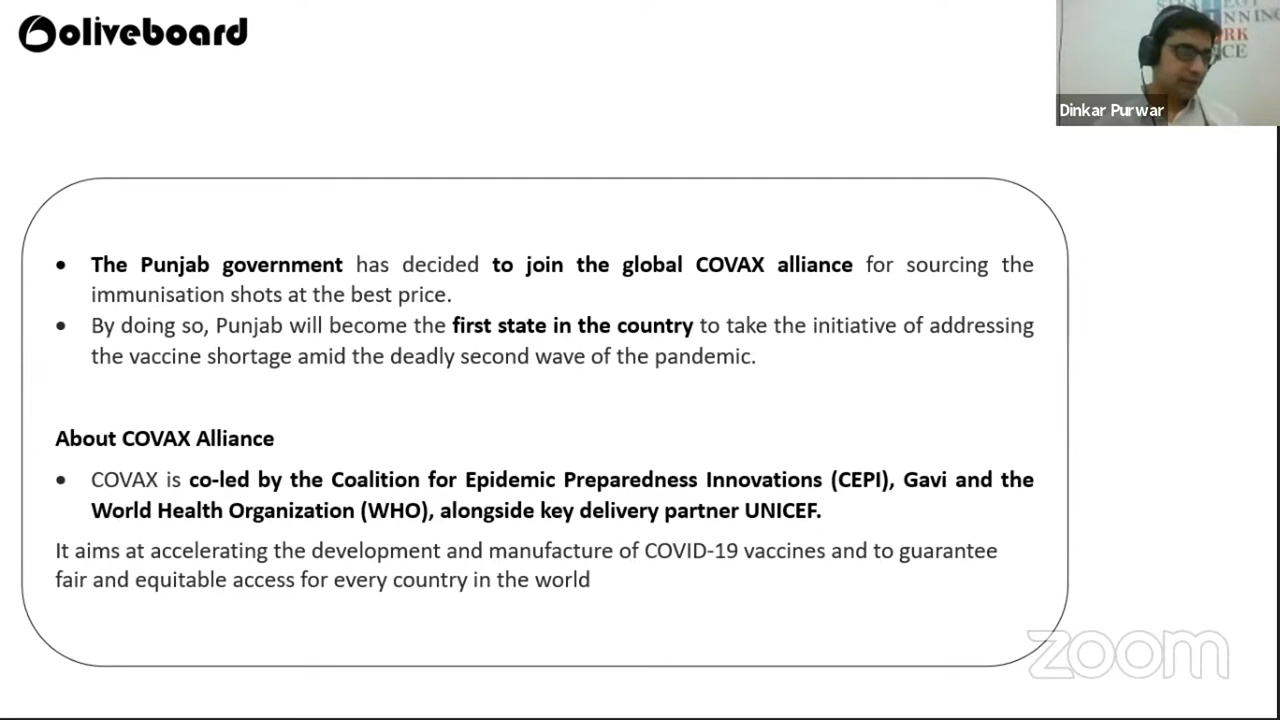 oliveboard
Dinkar Purwar
• The Punjab government has decided to join the global COVAX alliance for sourcing the
immunisation shots at the best price.
• By doing so, Punjab will become the first state in the country to take the initiative of addressing
the vaccine shortage amid the deadly second wave of the pandemic.
About COVAX Alliance
• COVAX is co-led by the Coalition for Epidemic Preparedness Innovations (CEPI), Gavi and the
World Health Organization (WHO), alongside key delivery partner UNICEF.
It aims at accelerating the development and manufacture of COVID-19 vaccines and to guarantee
fair and equitable access for every country in the world
zoom